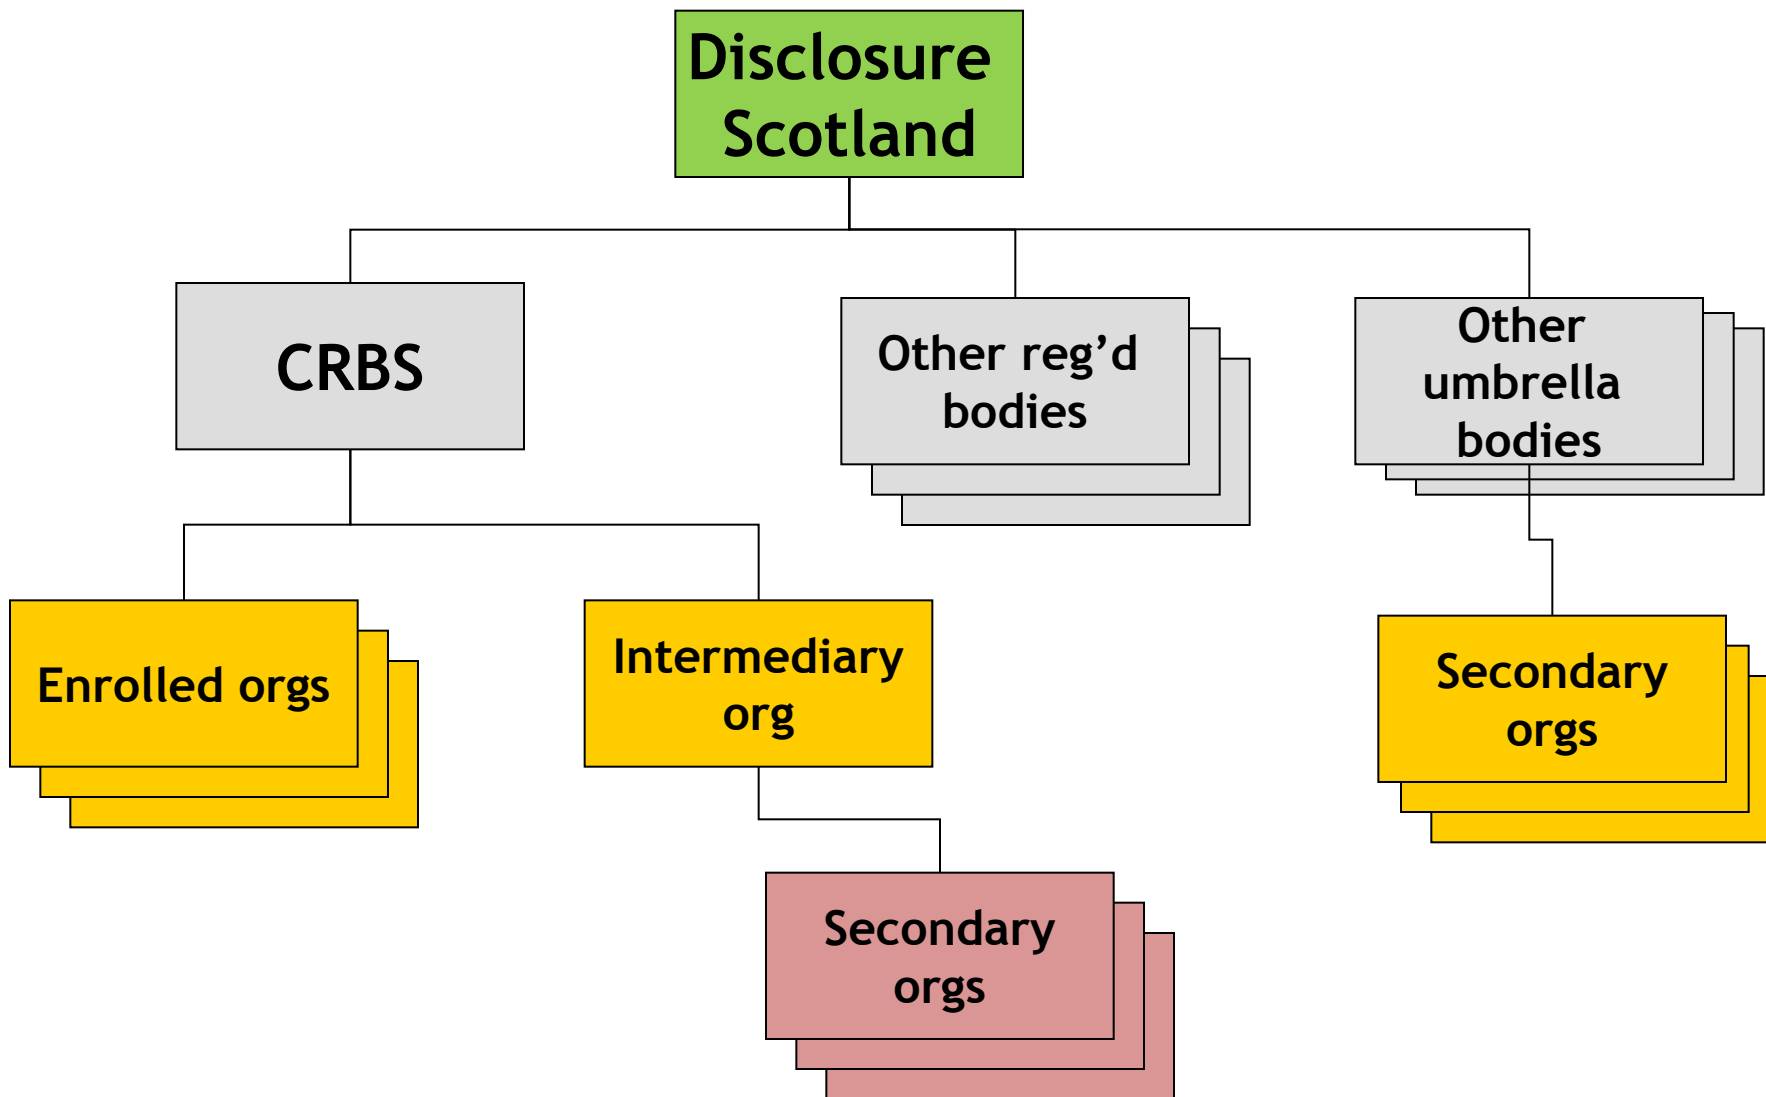 Disclosure
Scotland
CRBS
Other reg’d
bodies
Other
umbrella
bodies
Enrolled orgs
Intermediary
org
Secondary
orgs
Secondary
orgs